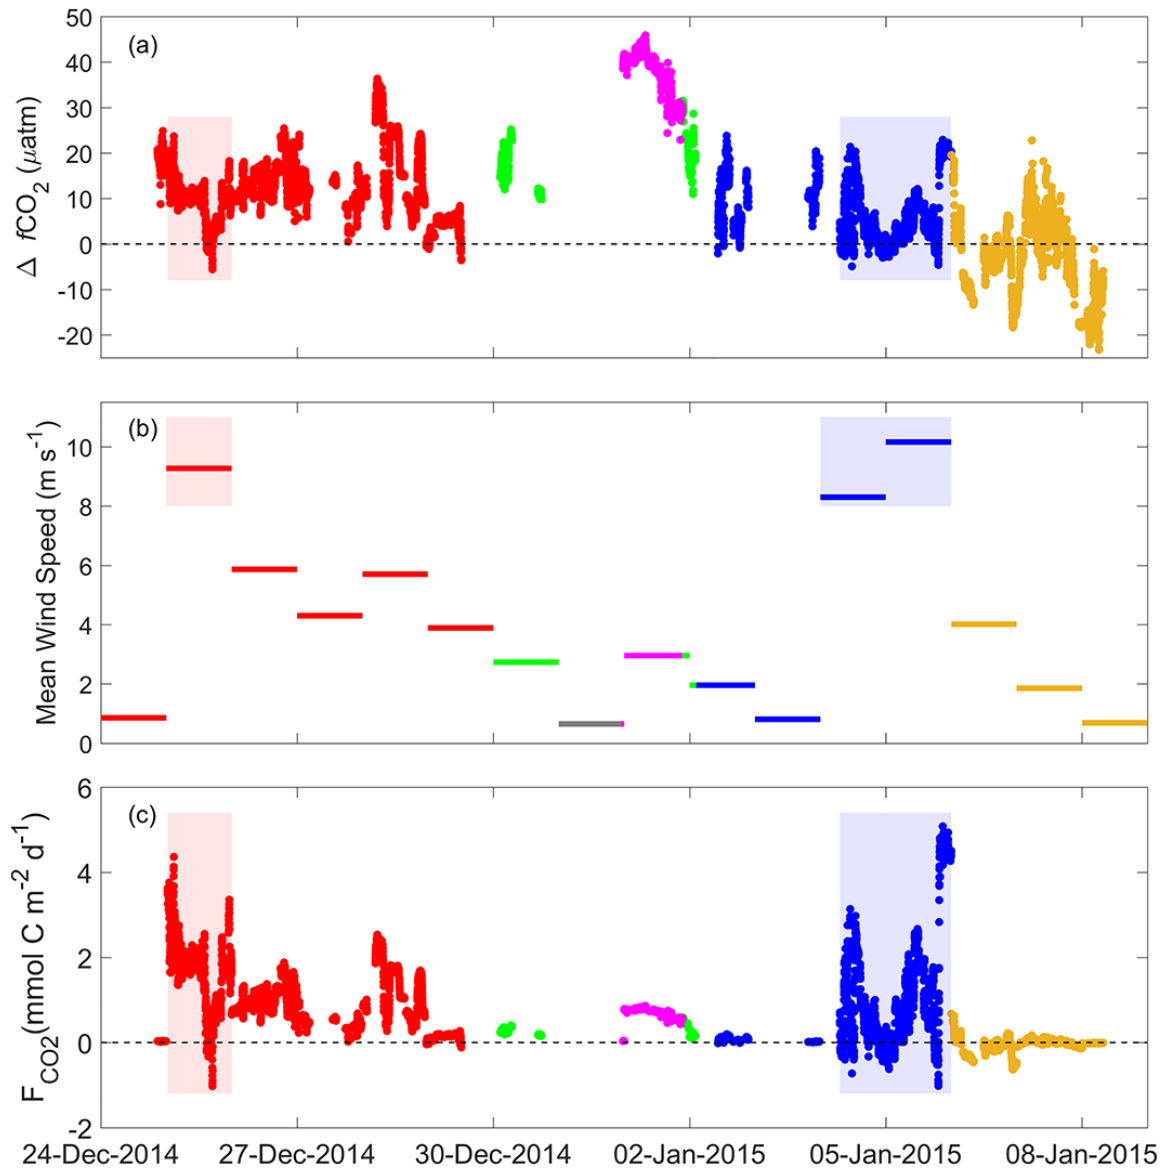 (a)
50
40
30
20
10
0
-10
-20
Δ fCO2 (μatm)
(b)
10
8
6
4
2
0
Mean Wind Speed (m s-1)
(c)
6
4
2
0
-2
FCO2(mmol C m-2 d-1)
24-Dec-2014 27-Dec-2014 30-Dec-2014 02-Jan-2015 05-Jan-2015 08-Jan-2015